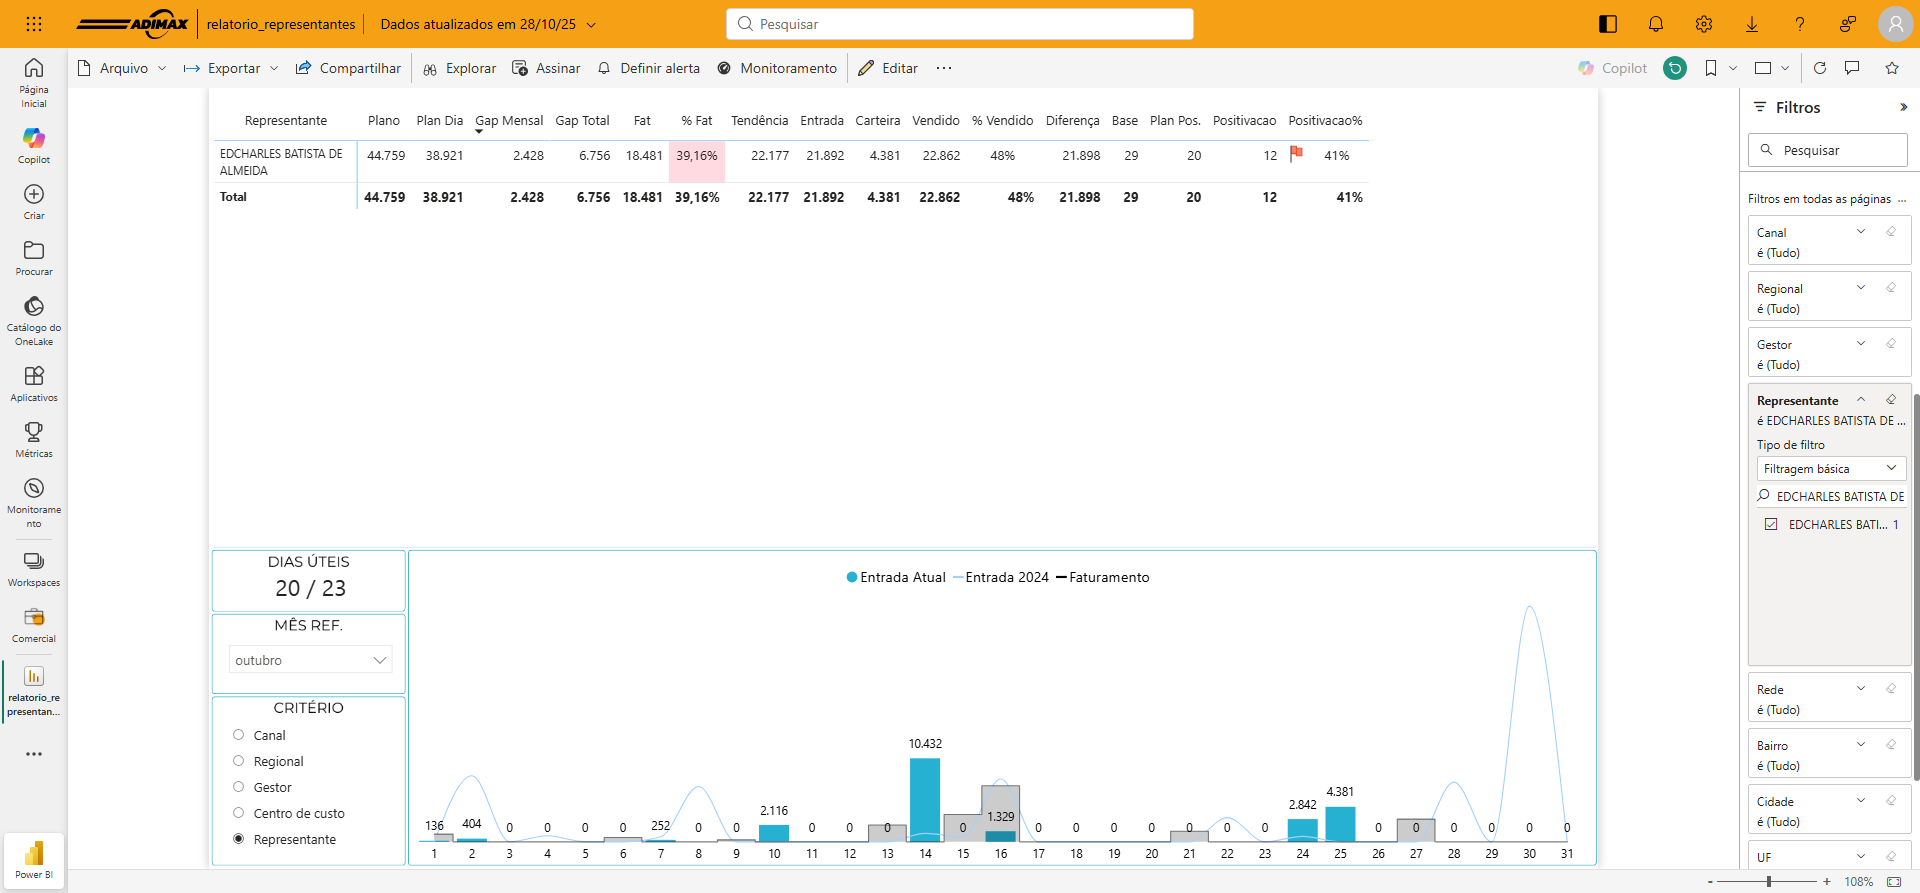 ADIMAX
relatorio_representantes
Dados atualizados em 28/10/25
Pesquisar
Arquivo
Exportar
Compartilhar
Explorar
Assinar
Definir alerta
Monitoramento
Editar
...
Copilot
Página
Inicial
Copilot
Criar
Procurar
Catálogo do
OneLake
Aplicativos
Métricas
Monitorame
nto
Workspaces
Comercial
relatorio_re
presentan...
Power BI
Representante Plano Plan Dia Gap Mensal Gap Total Fat % Fat Tendência Entrada Carteira Vendido % Vendido Diferença Base Plan Pos. Positivacao Positivacao%
EDCHARLES BATISTA DE
ALMEIDA
44.759 38.921 2.428 6.756 18.481 39,16% 22.177 21.892 4.381 22.862 48% 21.898 29 20 12 41%
Total 44.759 38.921 2.428 6.756 18.481 39,16% 22.177 21.892 4.381 22.862 48% 21.898 29 20 12 41%
DIAS ÚTEIS
20 / 23
MÊS REF.
outubro
CRITÉRIO
Canal
Regional
Gestor
Centro de custo
Representante
Entrada Atual Entrada 2024 Faturamento
136 404 0 0 0 0 252 0 0 2.116 0 0 0 10.432 0 1.329 0 0 0 0 0 0 0 2.842 4.381 0 0 0 0 0 0
1 2 3 4 5 6 7 8 9 10 11 12 13 14 15 16 17 18 19 20 21 22 23 24 25 26 27 28 29 30 31
Filtros
Pesquisar
Filtros em todas as páginas ...
Canal
é (Tudo)
Regional
é (Tudo)
Gestor
é (Tudo)
Representante
é EDCHARLES BATISTA DE ...
Tipo de filtro
Filtragem básica
EDCHARLES BATISTA DE
EDCHARLES BATI... 1
Rede
é (Tudo)
Bairro
é (Tudo)
Cidade
é (Tudo)
UF
- + 108%